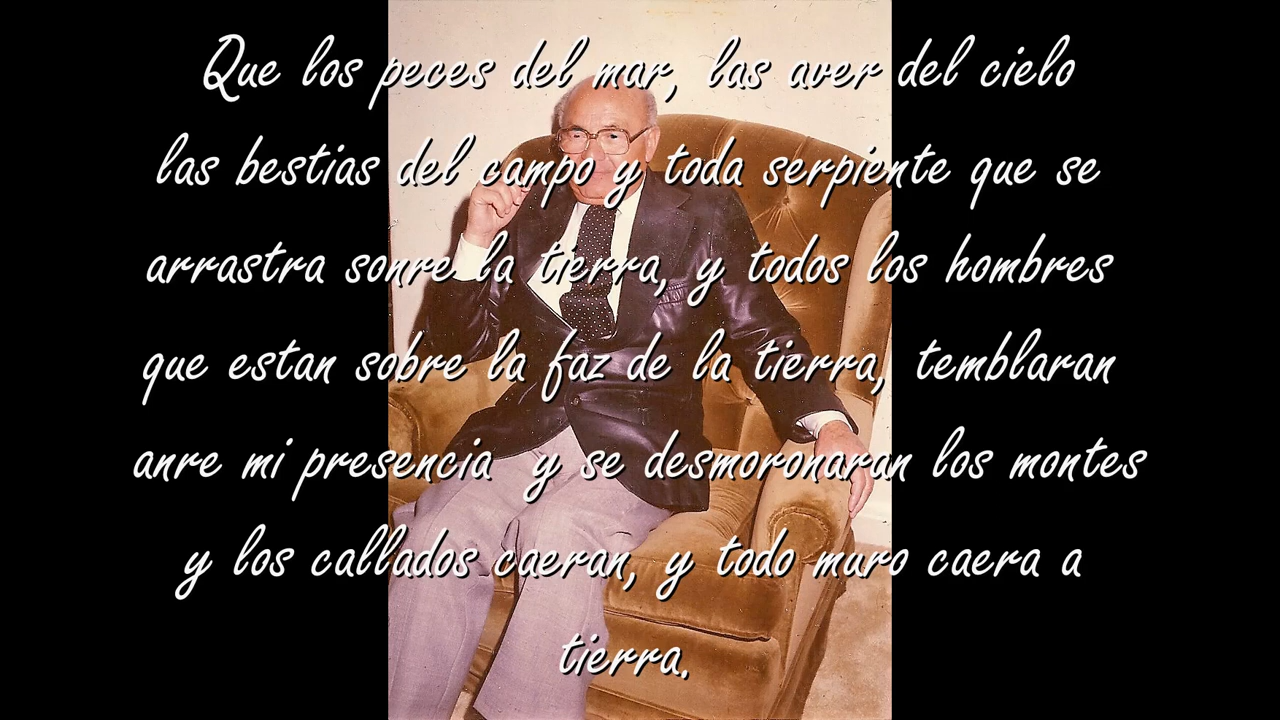 Que los peces del mar, las aver del cielo
las bestias del campo y toda serpiente que se
arrastra sonre la tierra, y todos los hombres
que estan sobre la faz de la tierra, temblaran
anre mi presencia y se desmoronaran los montes
y los callados caeran, y todo muro caera a
tierra.